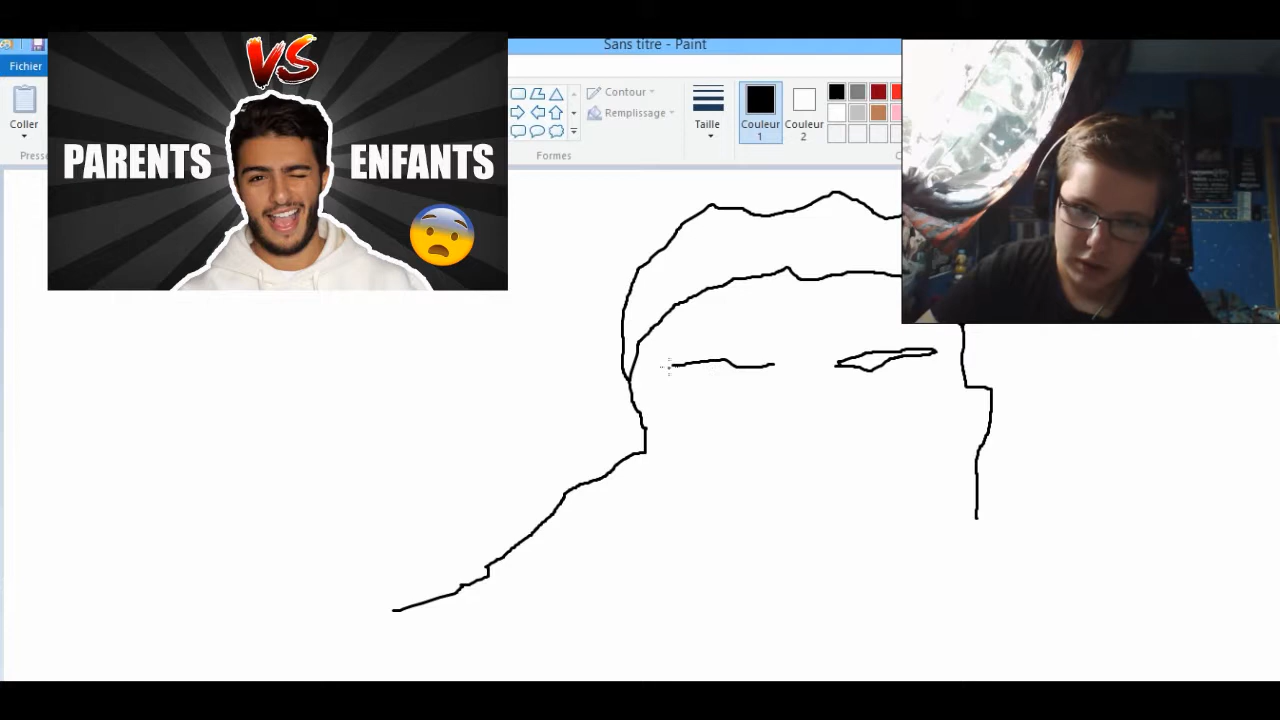 Sans titre - Paint
Fichier
VS
PARENTS ENFANTS
Coller
Contour
Remplissage
Formes
Taille
Couleur
1
Couleur
2